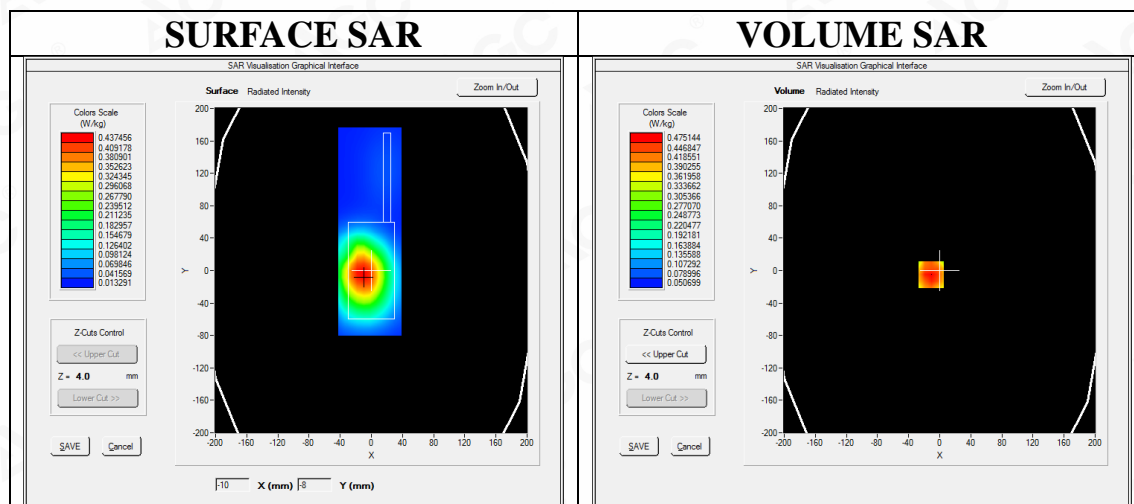 SURFACE SAR
VOLUME SAR
SAR Visualisation Graphical Interface
Surface Radiated Intensity
Zoom In/Out
Colors Scale
(W/kg)
0.437456
0.409178
0.380901
0.352623
0.324345
0.296068
0.267790
0.239512
0.211235
0.182957
0.154679
0.126402
0.098124
0.069846
0.041569
0.013291
200
160
120
80
40
0
-40
-80
-120
-160
-200
Y
-200 -160 -120 -80 -40 0 40 80 120 160 200
X
Z-Cuts Control
<< Upper Cut
Z = 4.0 mm
Lower Cut >>
SAVE Cancel
-10 X (mm) -8 Y (mm)
SAR Visualisation Graphical Interface
Volume Radiated Intensity
Zoom In/Out
Colors Scale
(W/kg)
0.475144
0.446847
0.418551
0.390255
0.361958
0.333662
0.305366
0.277070
0.248773
0.220477
0.192181
0.163884
0.135588
0.107292
0.078996
0.050699
200
160
120
80
40
0
-40
-80
-120
-160
-200
Y
-200 -160 -120 -80 -40 0 40 80 120 160 200
X
Z-Cuts Control
<< Upper Cut
Z = 4.0 mm
Lower Cut >>
SAVE Cancel